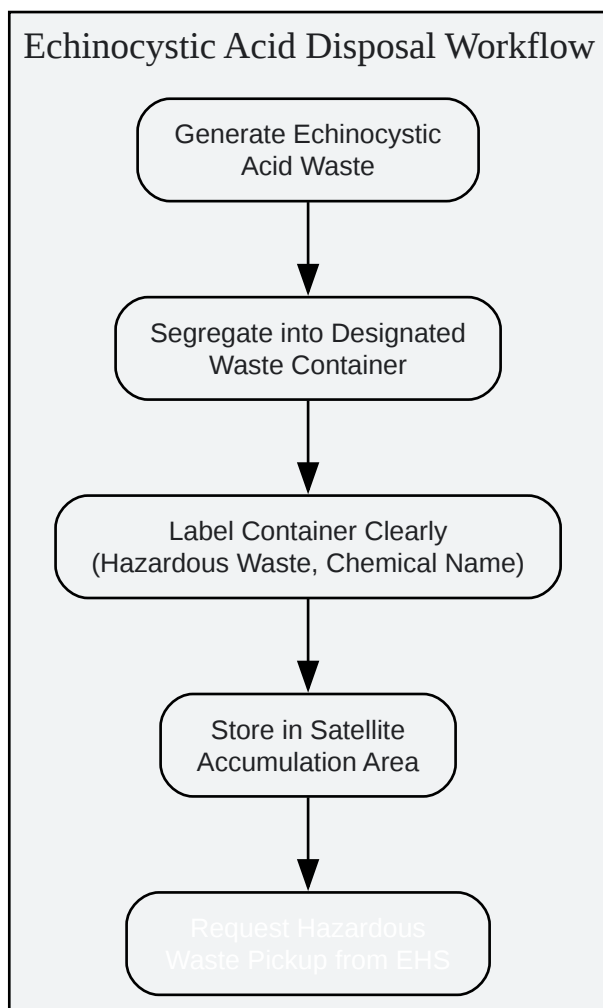 Echinocystic Acid Disposal Workflow
Generate Echinocystic
Acid Waste
Segregate into Designated
Waste Container
Label Container Clearly
(Hazardous Waste, Chemical Name)
Store in Satellite
Accumulation Area
Request Hazardous
Waste Pickup from EHS